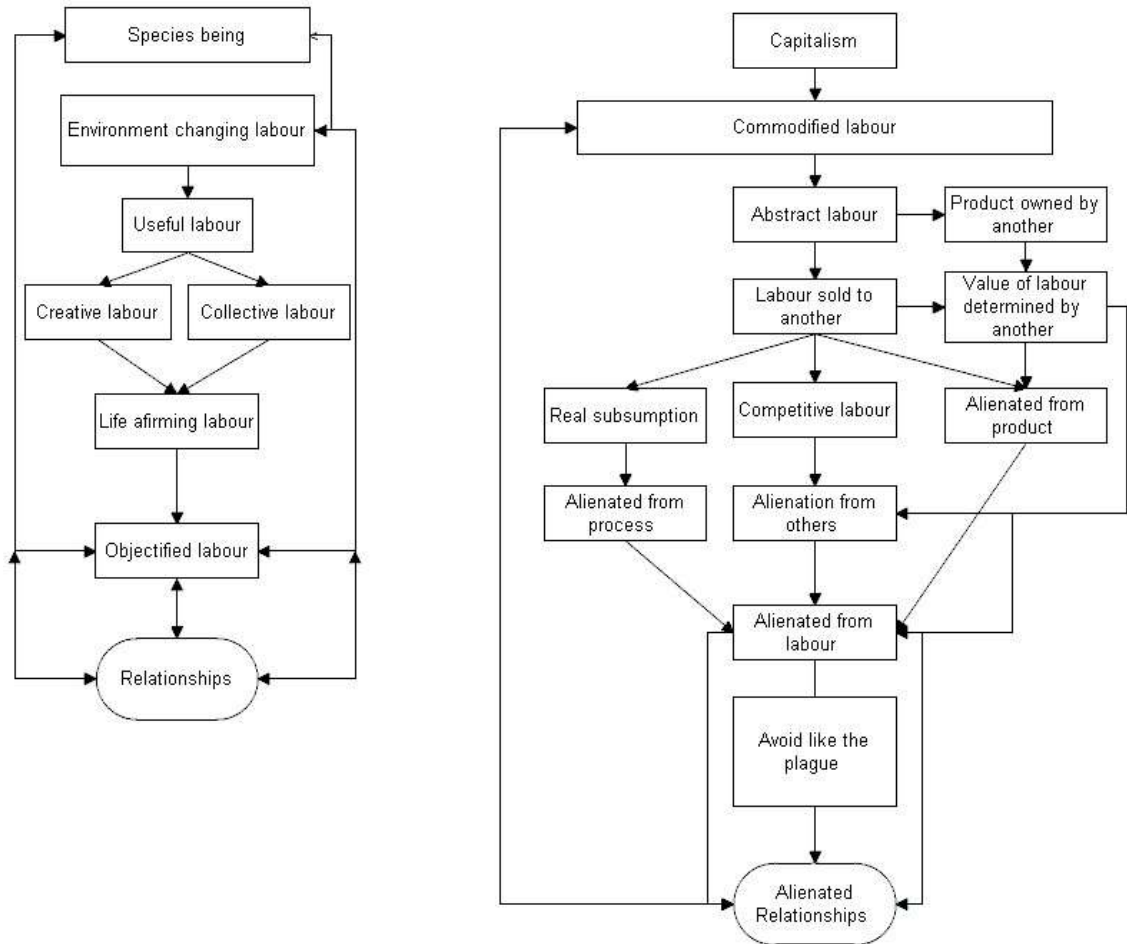 Species being
Environment changing labour
Useful labour
Creative labour
Collective labour
Life afirming labour
Objectified labour
Relationships
Capitalism
Commodified labour
Abstract labour
Product owned by
another
Labour sold to
another
Value of labour
determined by
another
Real subsumption
Competitive labour
Alienated from
product
Alienated from
process
Alienation from
others
Alienated from
labour
Avoid like the
plague
Alienated
Relationships